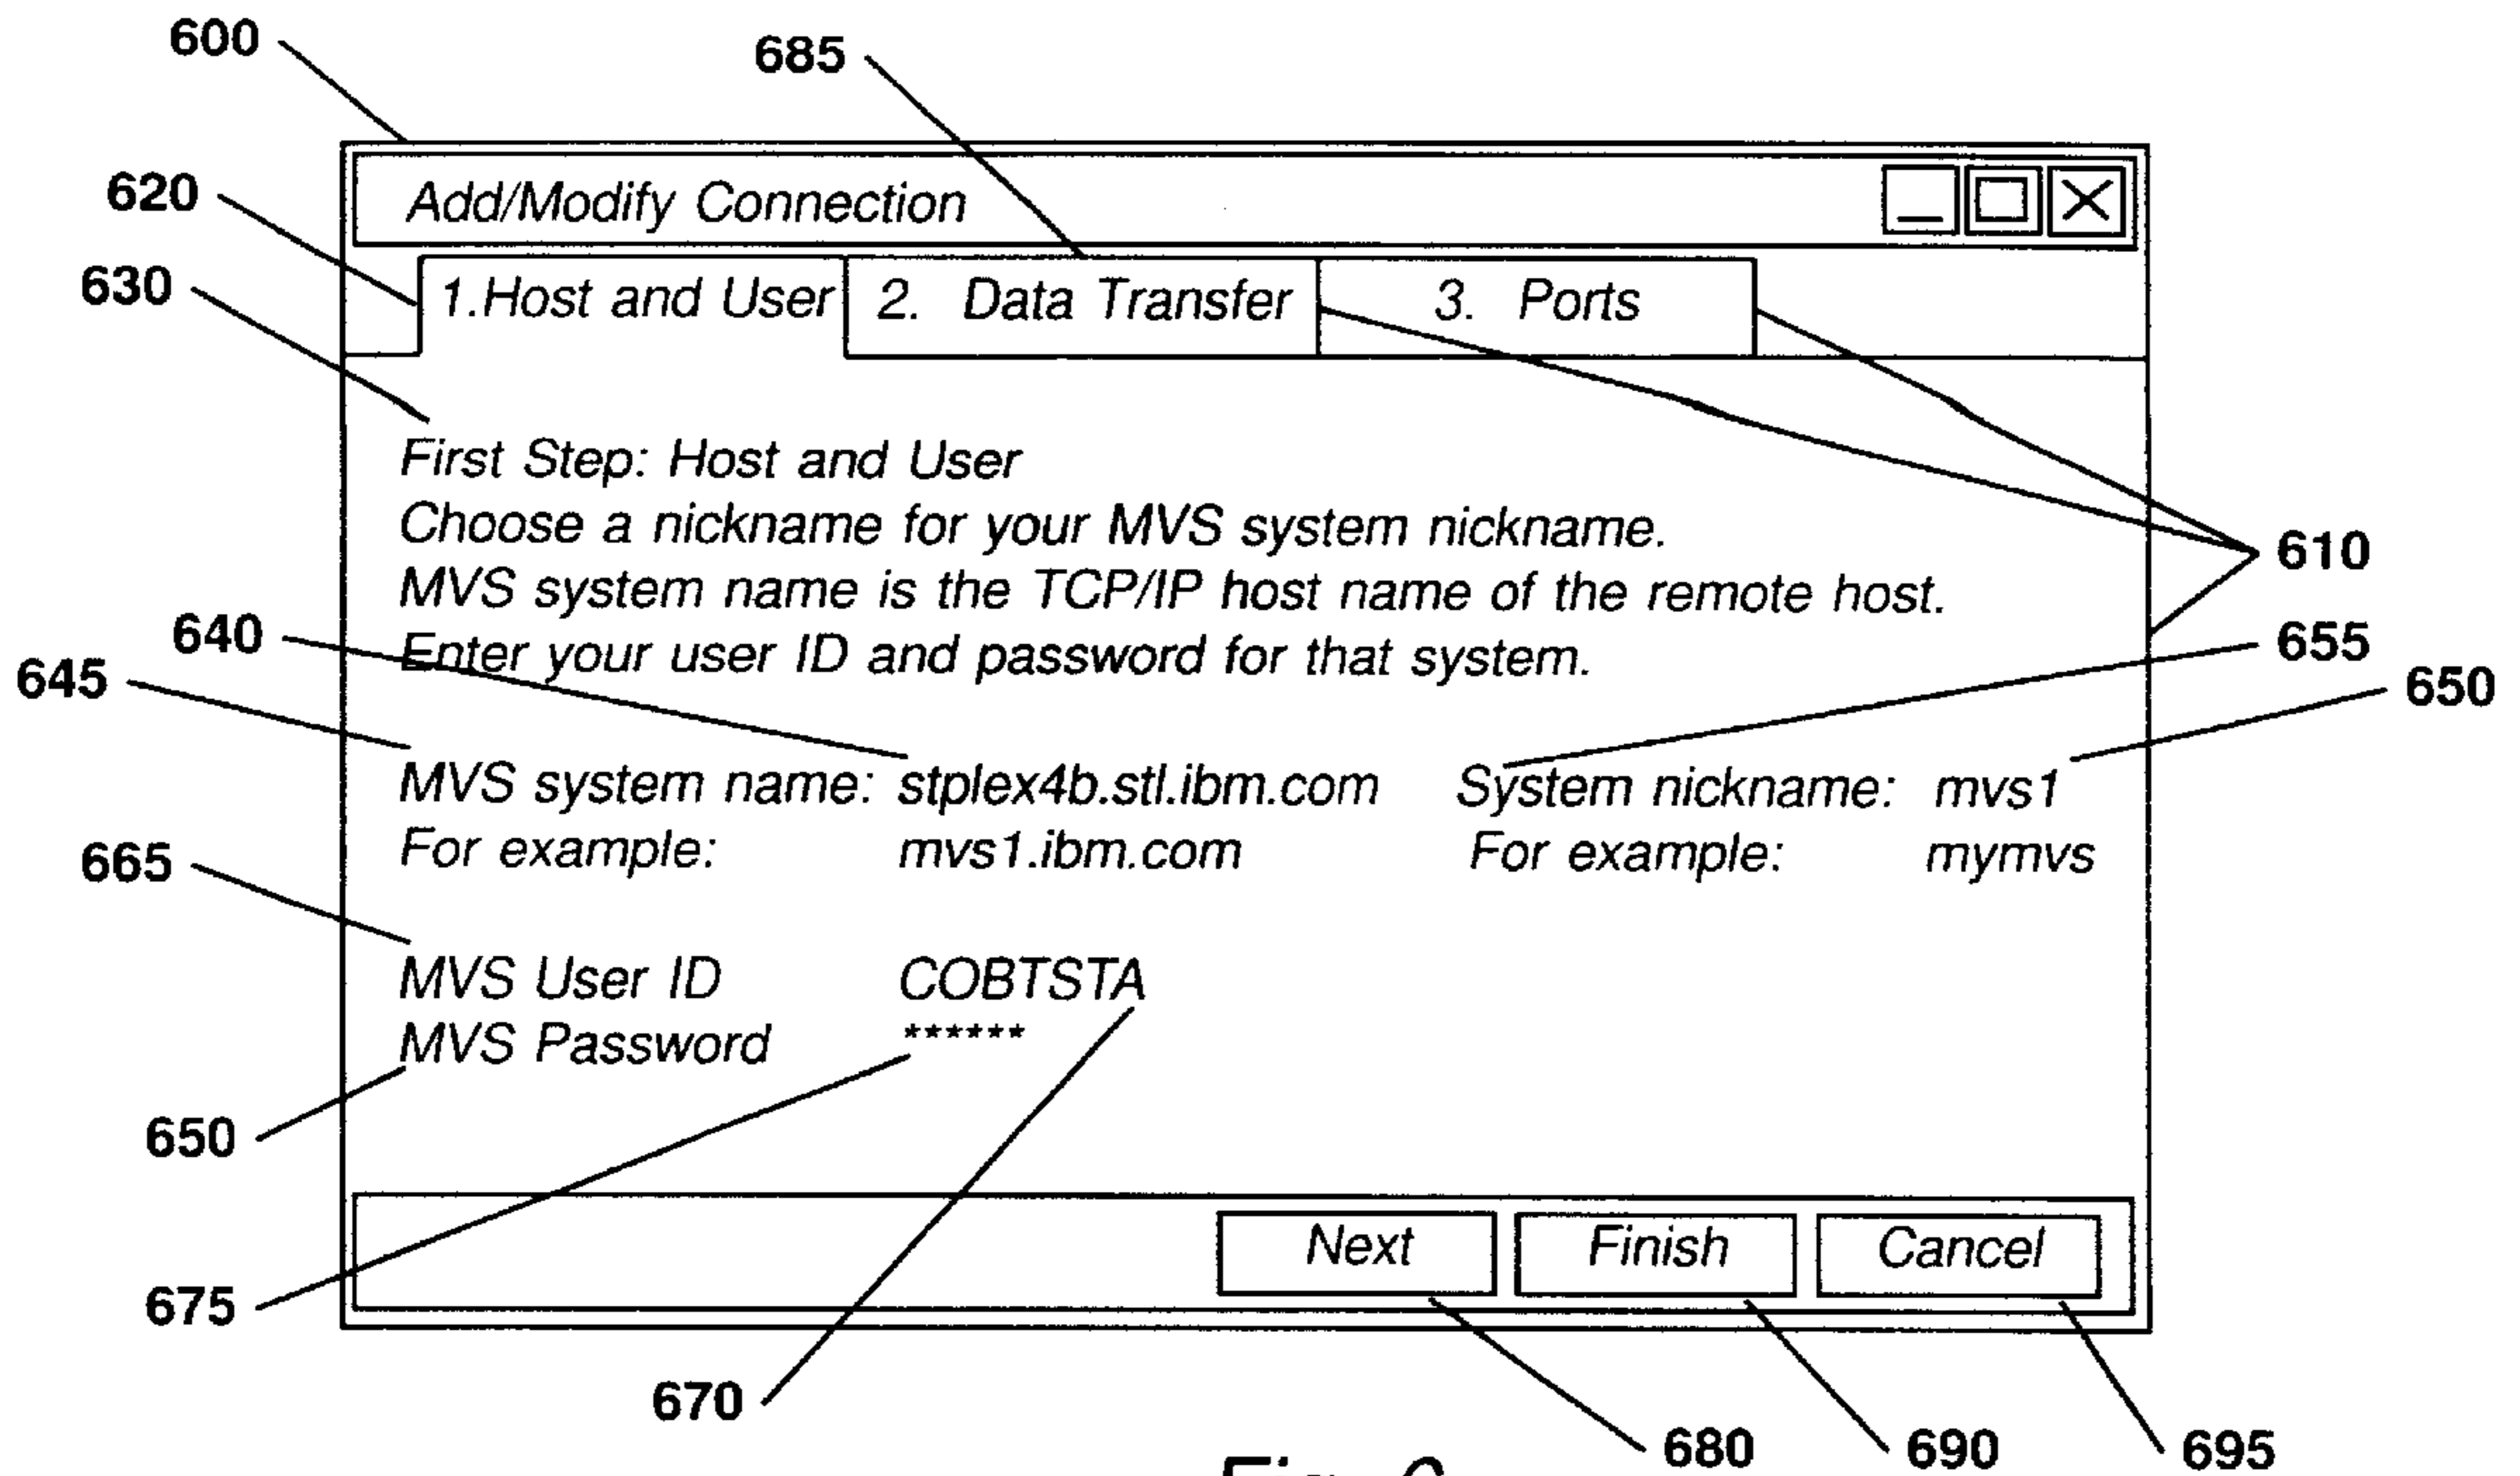 600
685
620
Add/Modify Connection
630
1.Host and User 2. Data Transfer 3. Ports
First Step: Host and User
Choose a nickname for your MVS system nickname.
610
MVS system name is the TCP/IP host name of the remote host.
640
655
Enter your user ID and password for that system.
645
650
MVS system name: stplex4b.stl.ibm.com System nickname: mvs1
For example: mvs1.ibm.com For example: mymvs
665
MVS User ID COBTSTA
MVS Password ******
650
Next Finish Cancel
675
670
680 690 695